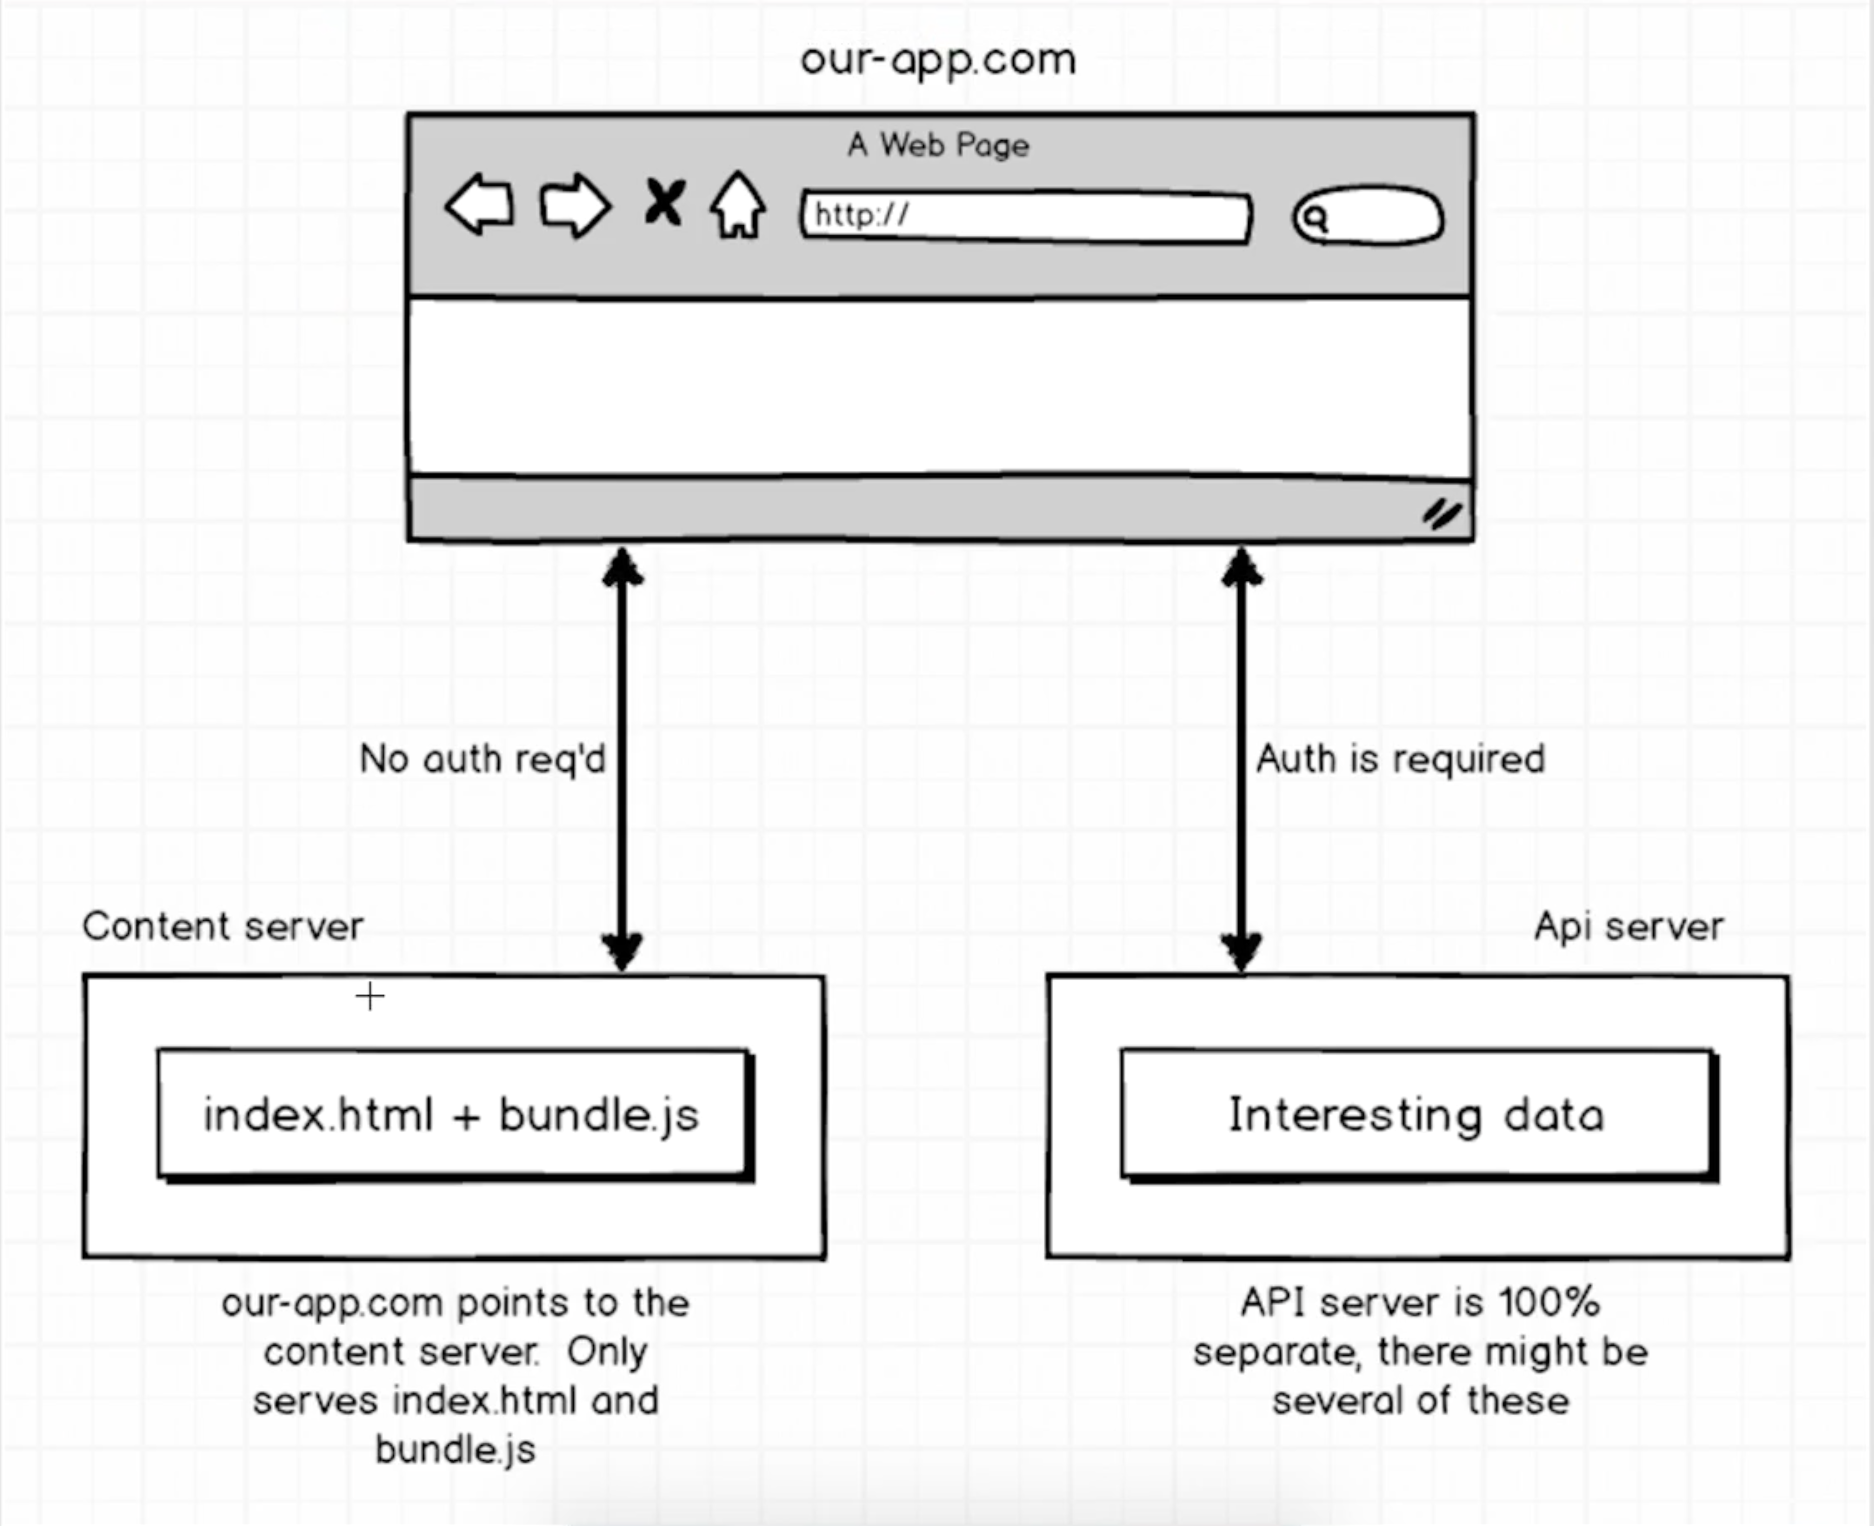 our-app.com
A Web Page
http://
No auth req'd
Auth is required
Content server
Api server
index.html + bundle.js
Interesting data
our-app.com points to the
content server.  Only
serves index.html and
bundle.js
API server is 100%
separate, there might be
several of these